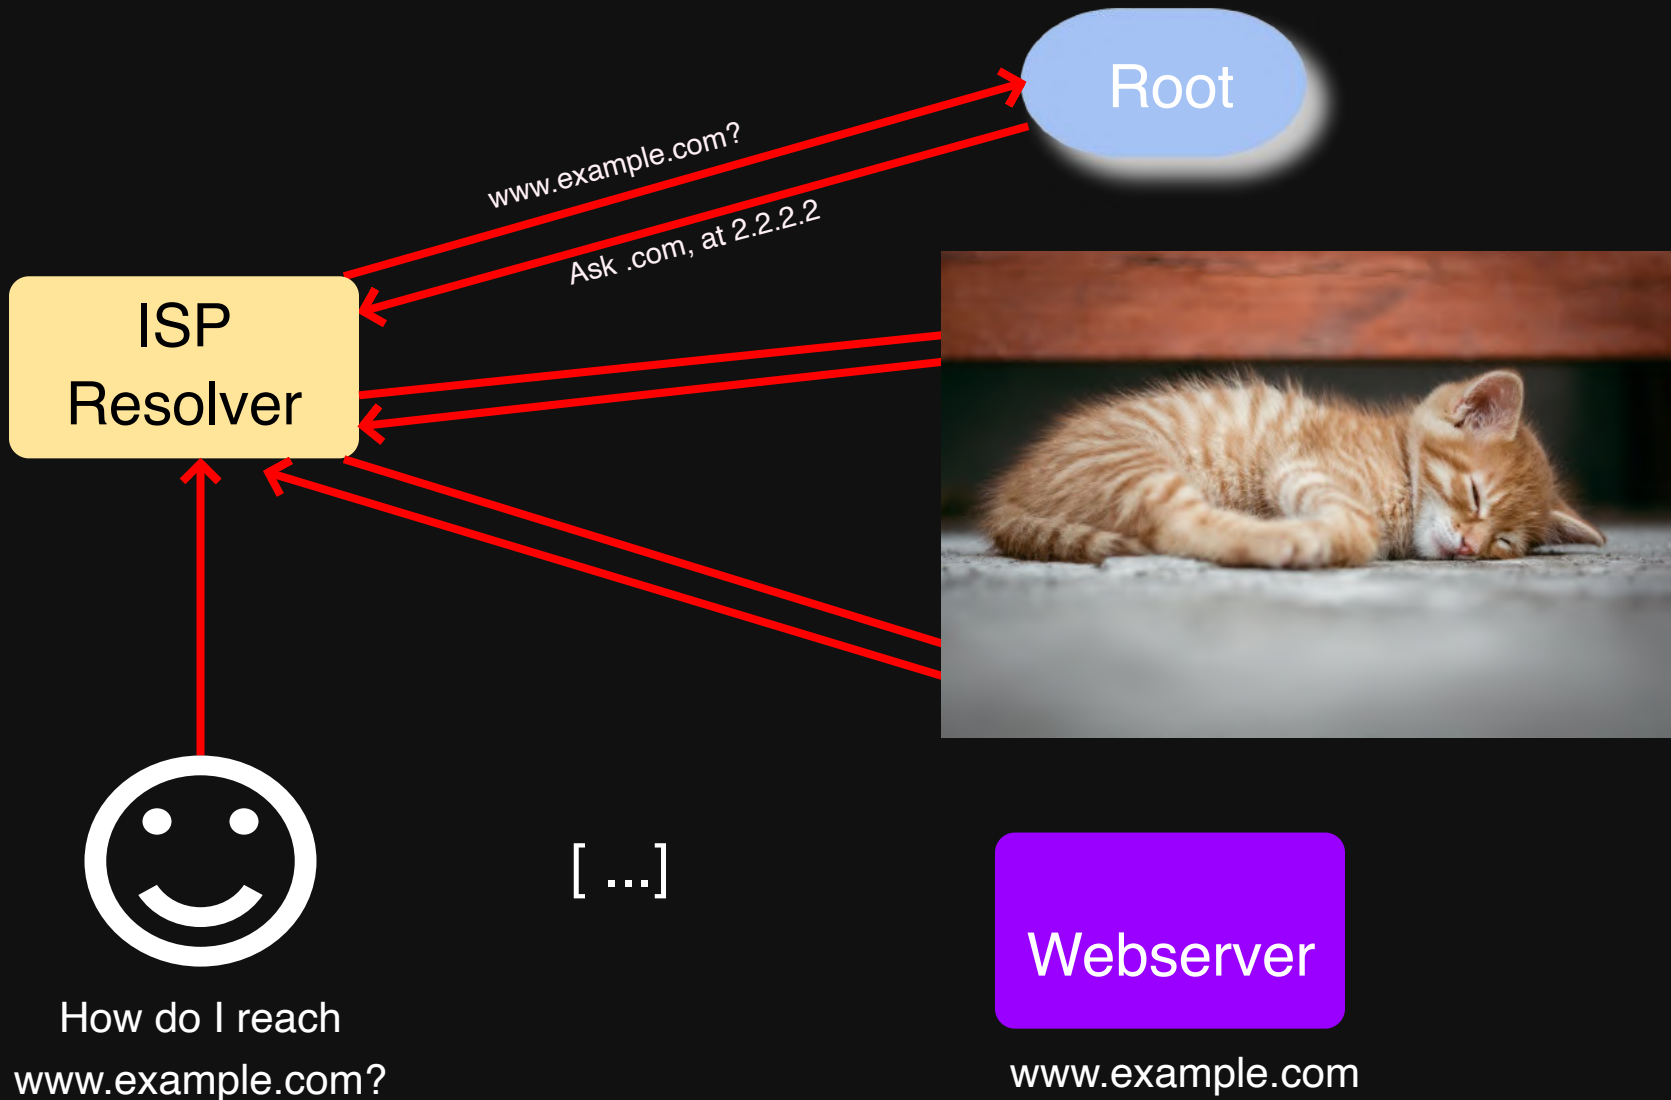 Root
www.example.com?
Ask .com, at 2.2.2.2
ISP
Resolver
[ ...]
Webserver
How do I reach
www.example.com?
www.example.com